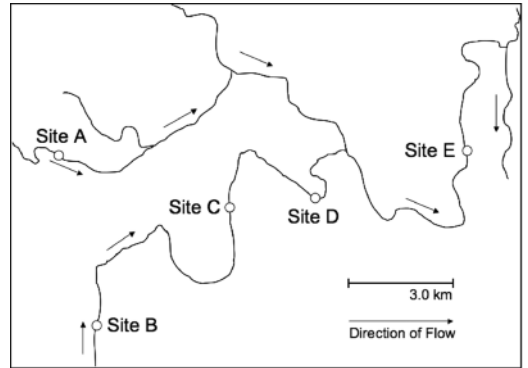 Site A
Site E
Site C
Site D
3.0 km
Site B
Direction of Flow